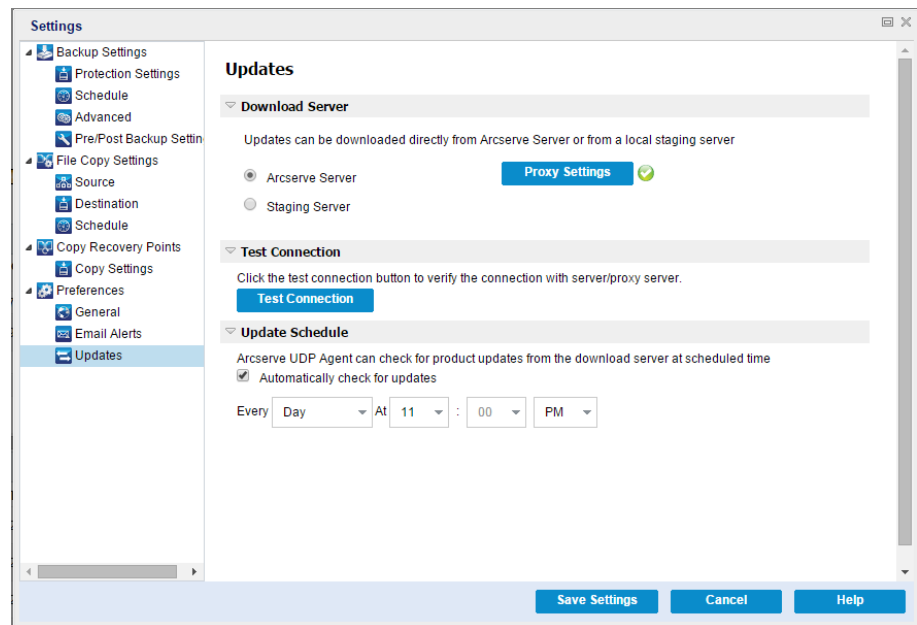 Settings
Backup Settings
Protection Settings
Schedule
Advanced
Pre/Post Backup Settin
File Copy Settings
Source
Destination
Schedule
Copy Recovery Points
Copy Settings
Preferences
General
Email Alerts
Updates
Updates
Download Server
Updates can be downloaded directly from Arcserve Server or from a local staging server
Arcserve Server
Proxy Settings
Staging Server
Test Connection
Click the test connection button to verify the connection with server/proxy server.
Test Connection
Update Schedule
Arcserve UDP Agent can check for product updates from the download server at scheduled time
Automatically check for updates
Every Day At 11 : 00 PM
Save Settings Cancel Help